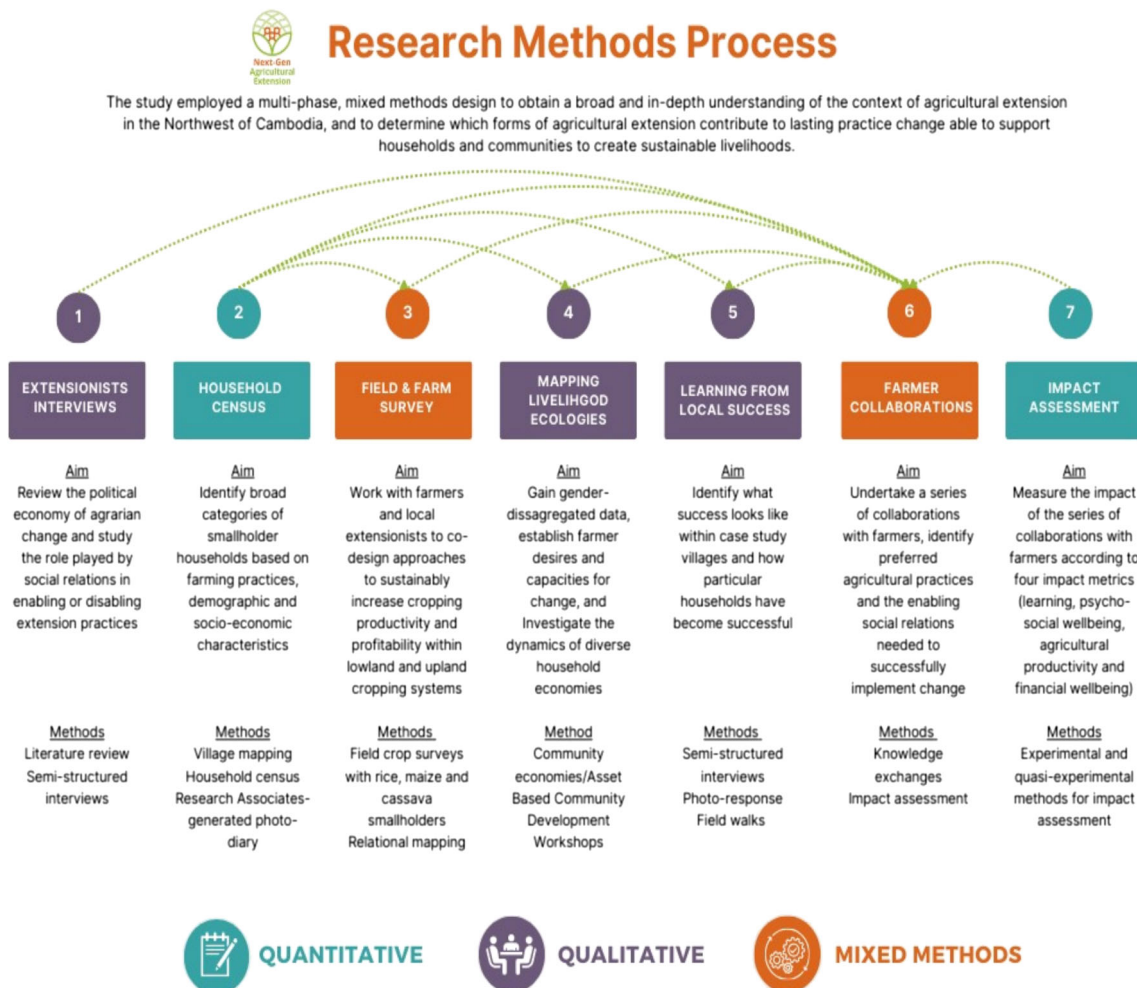 Next-Gen
Agricultural
Extension
Research Methods Process
The study employed a multi-phase, mixed methods design to obtain a broad and in-depth understanding of the context of agricultural extension
in the Northwest of Cambodia, and to determine which forms of agricultural extension contribute to lasting practice change able to support
households and communities to create sustainable livelihoods.
1
2
3
4
5
6
7
EXTENSIONISTS
INTERVIEWS
HOUSEHOLD
CENSUS
FIELD & FARM
SURVEY
MAPPING
LIVELIHGOD
ECOLOGIES
LEARNING FROM
LOCAL SUCCESS
FARMER
COLLABORATIONS
IMPACT
ASSESSMENT
Aim
Review the political
economy of agrarian
change and study
the role played by
social relations in
enabling or disabling
extension practices
Aim
Identify broad
categories of
smallholder
households based on
farming practices,
demographic and
socio-economic
characteristics
Aim
Work with farmers
and local
extensionists to co-
design approaches
to sustainably
increase cropping
productivity and
profitability within
lowland and upland
cropping systems
Aim
Gain gender-
dissagregated data,
establish farmer
desires and
capacities for
change, and
Investigate the
dynamics of diverse
household
economies
Aim
Identify what
success looks like
within case study
villages and how
particular
households have
become successful
Aim
Undertake a series
of collaborations
with farmers, identify
preferred
agricultural practices
and the enabling
social relations
needed to
successfully
implement change
Aim
Measure the impact
of the series of
collaborations with
farmers according to
four impact metrics
(learning, psycho-
social wellbeing,
agricultural
productivity and
financial wellbeing)
Methods
Literature review
Semi-structured
interviews
Methods
Village mapping
Household census
Research Associates-
generated photo-
diary
Methods
Field crop surveys
with rice, maize and
cassava
smallholders
Relational mapping
Method
Community
economies/Asset
Based Community
Development
Workshops
Methods
Semi-structured
interviews
Photo-response
Field walks
Methods
Knowledge
exchanges
Impact assessment
Methods
Experimental and
quasi-experimental
methods for impact
assessment
QUANTITATIVE
QUALITATIVE
MIXED METHODS